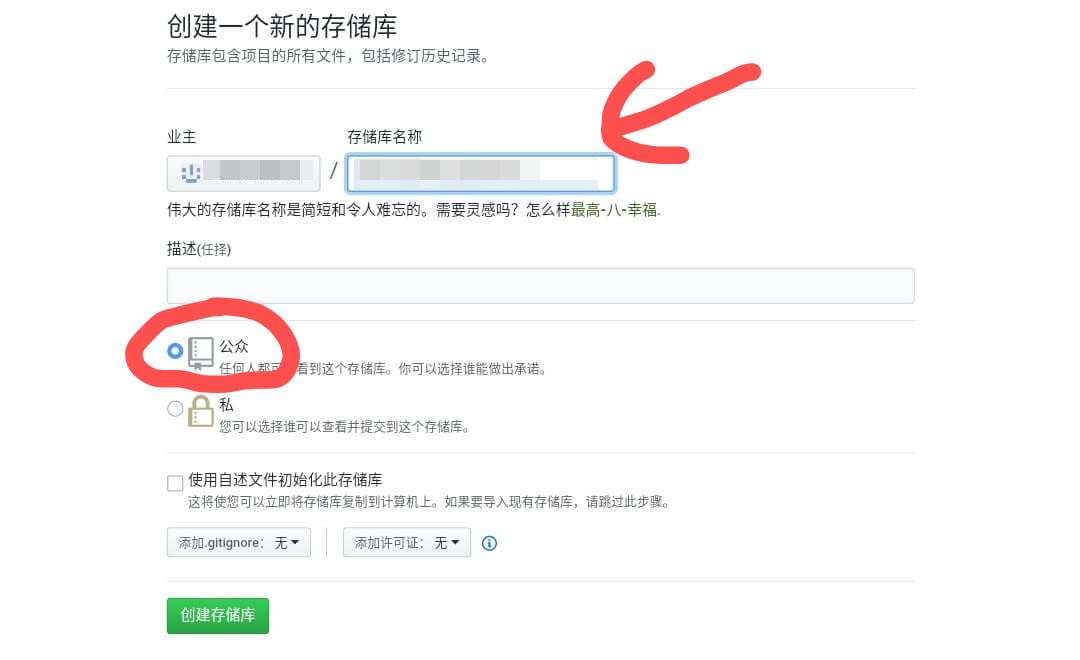 创建一个新的存储库
存储库包含项目的所有文件，包括修订历史记录。
业主
存储库名称
/
伟大的存储库名称是简短和令人难忘的。需要灵感吗？怎么样最高-八-幸福.
描述(任择)
公众
任何人都可 看到这个存储库。你可以选择谁能做出承诺。
私
您可以选择谁可以查看并提交到这个存储库。
使用自述文件初始化此存储库
这将使您可以立即将存储库复制到计算机上。如果要导入现有存储库，请跳过此步骤。
添加.gitignore： 无
添加许可证： 无
创建存储库